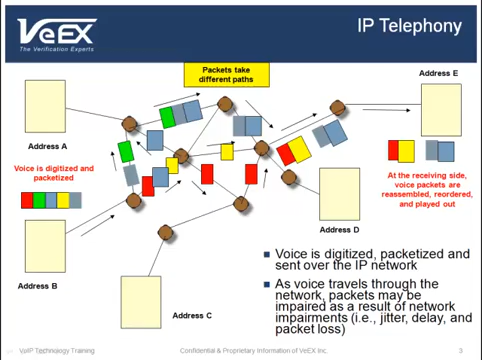 VeEX
The Verification Experts
IP Telephony
Packets take
different paths
Address E
Address A
Voice is digitized and
packetized
At the receiving side,
voice packets are
reassembled, reordered,
and played out
Address D
Address B
Address C
Voice is digitized, packetized and
sent over the IP network
As voice travels through the
network, packets may be
impaired as a result of network
impairments (i.e., jitter, delay, and
packet loss)
VoIP Technology Training
Confidential & Proprietary Information of VeEX Inc.
3